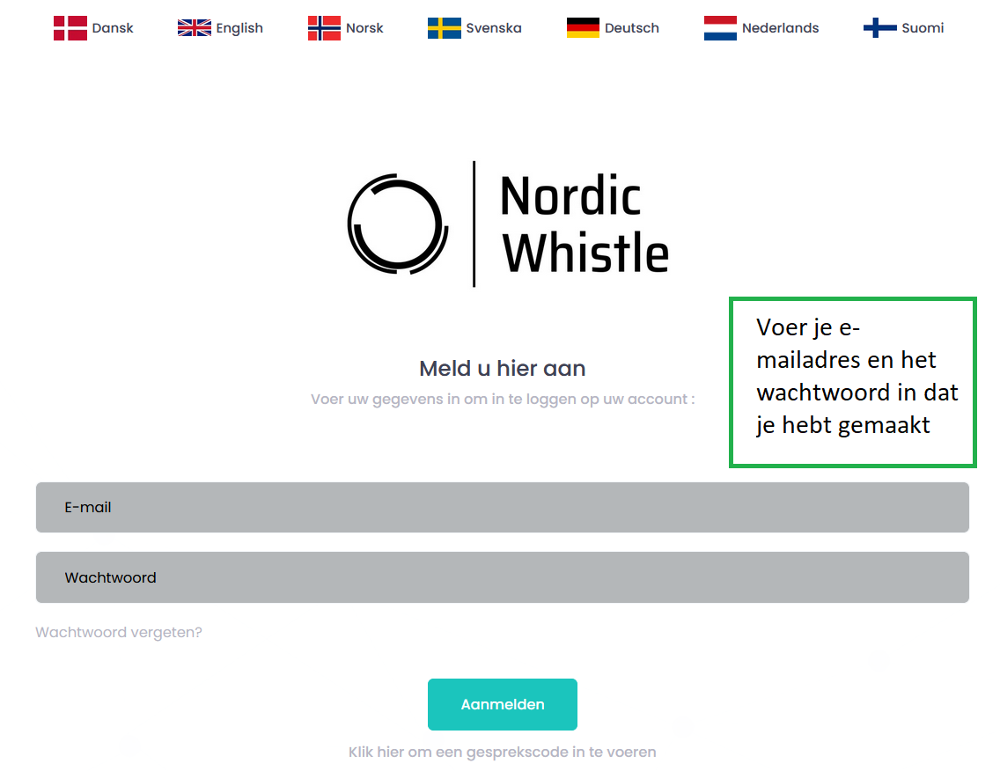 Dansk English Norsk Svenska Deutsch Nederlands Suomi
Nordic
Whistle
Voer je e-
mailadres en het
wachtwoord in dat
je hebt gemaakt
Meld u hier aan
Voer uw gegevens in om in te loggen op uw account :
E-mail
Wachtwoord
Wachtwoord vergeten?
Aanmelden
Klik hier om een gesprekscode in te voeren